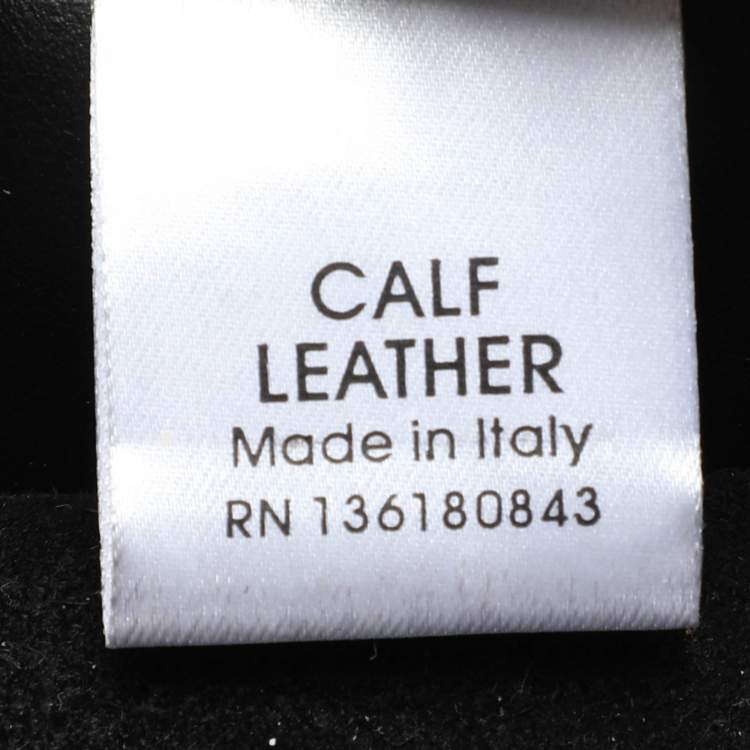 CALF
LEATHER
Made in Italy
RN 136180843